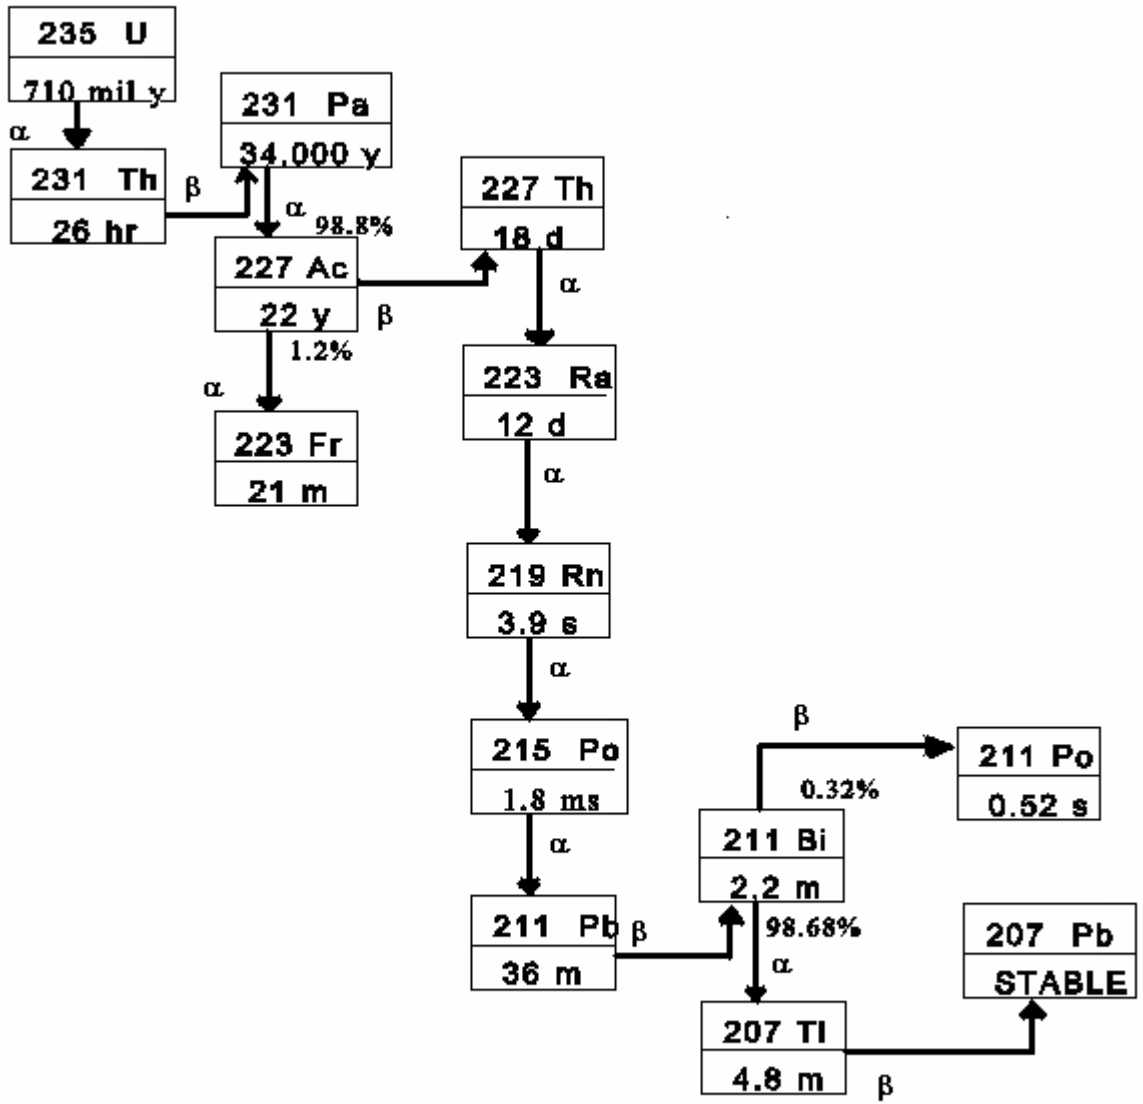 235 U
710 mil y
α
231 Pa
34,000 y
231 Th
26 hr
β
α
98.8%
227 Th
18 d
227 Ac
22 y
β
α
1.2%
α
223 Ra
12 d
223 Fr
21 m
α
219 Rn
3.9 s
α
215 Po
1.8 ms
β
0.32%
211 Po
0.52 s
α
211 Bi
2.2 m
211 Pb
36 m
β
98.68%
α
207 Pb
STABLE
207 Tl
4.8 m
β